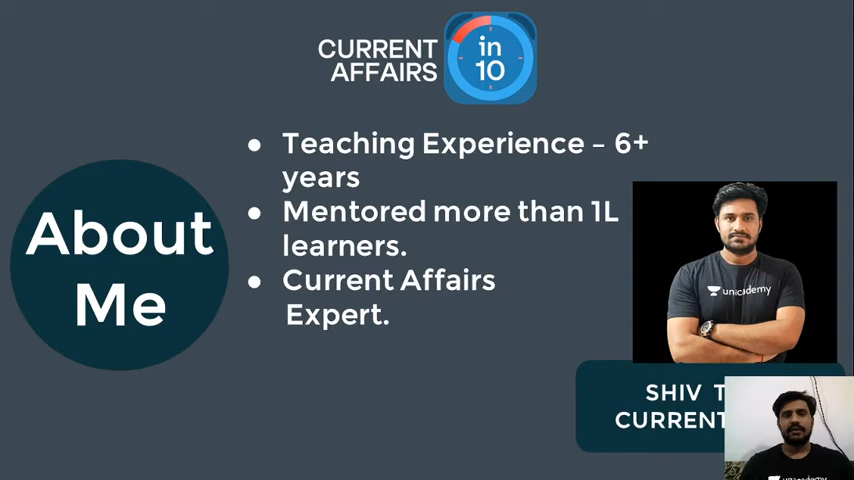 CURRENT
AFFAIRS
in
10
About
Me
● Teaching Experience – 6+
years
● Mentored more than 1L
learners.
● Current Affairs
Expert.
unacademy
SHIV
CURRENT
unacademy